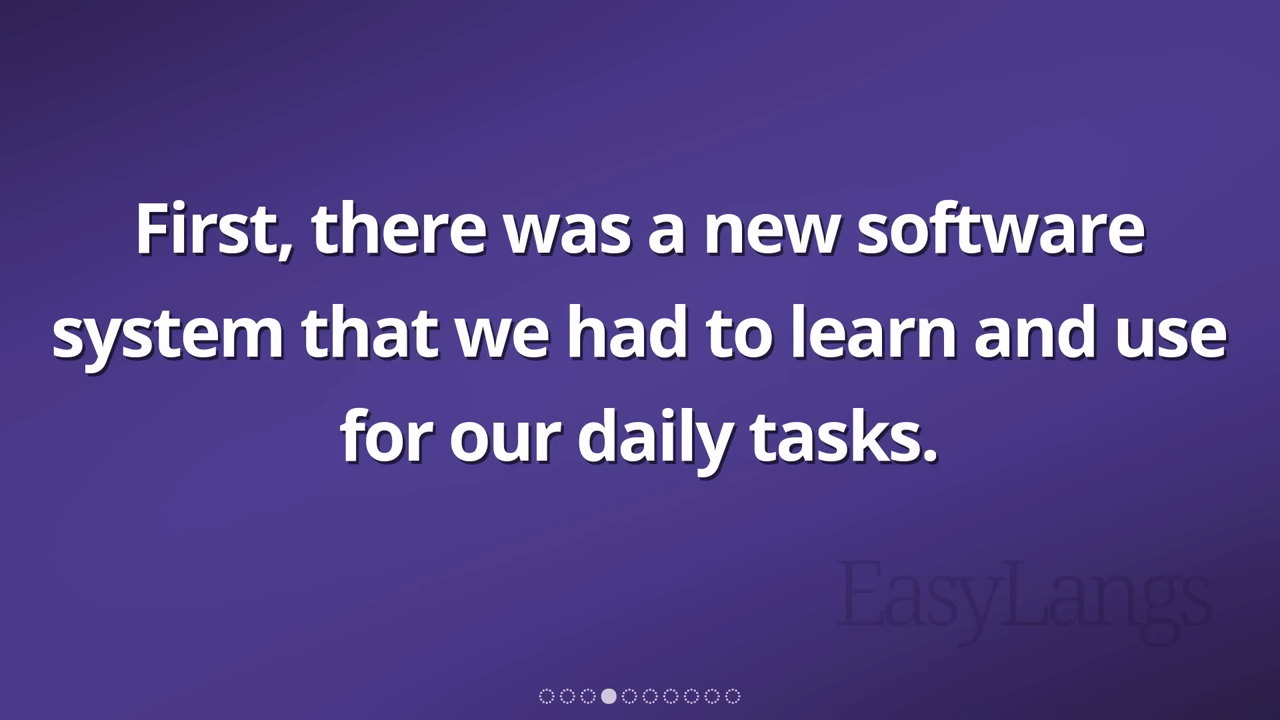 First, there was a new software
system that we had to learn and use
for our daily tasks.
EasyLangs